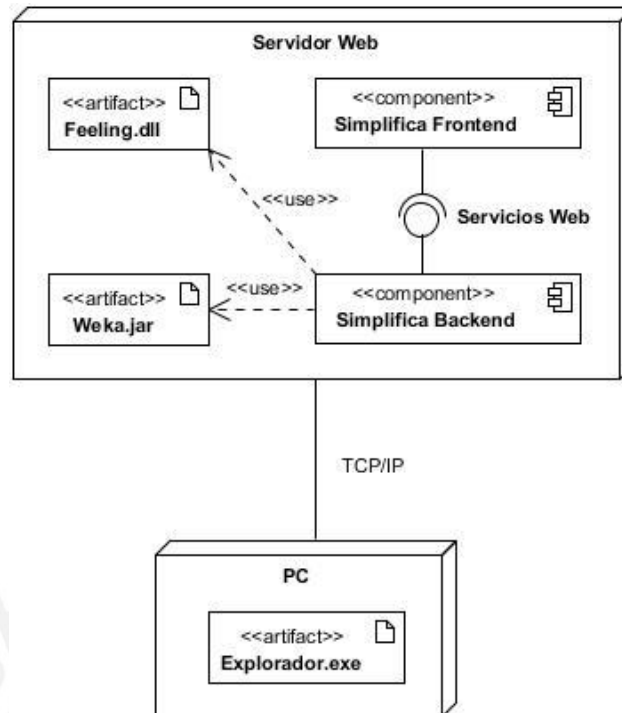 Servidor Web
<<artifact>>
Feeling.dll
<<component>>
Simplifica Frontend
<<use>>
Servicios Web
<<artifact>>
Weka.jar
<<use>>
<<component>>
Simplifica Backend
TCP/IP
PC
<<artifact>>
Explorador.exe